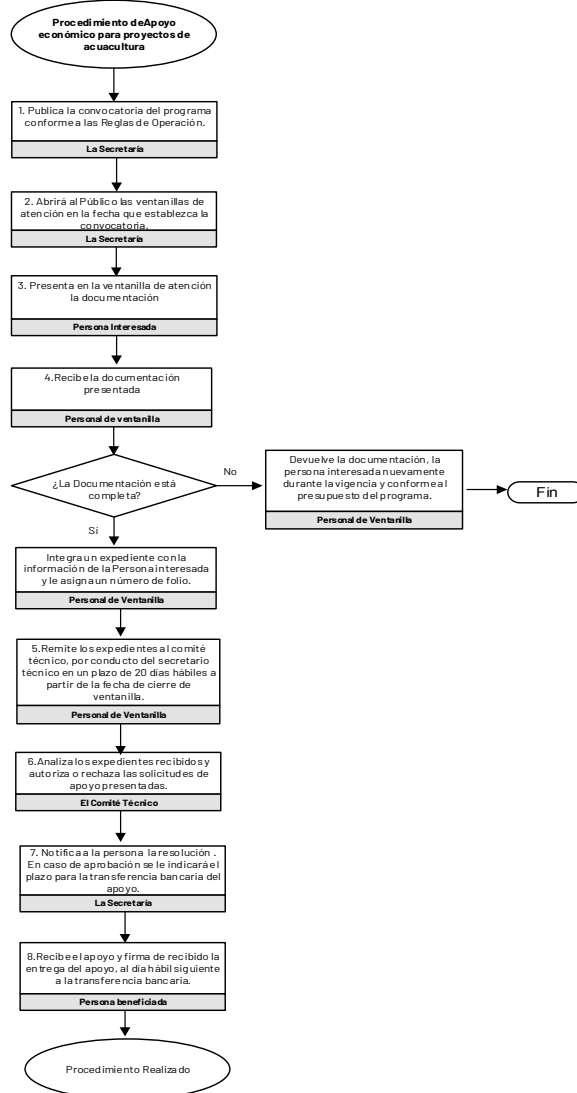 Procedimiento de Apoyo
económico para proyectos de
acuacultura
1. Publica la convocatoria del programa
conforme a las Reglas de Operación.
La Secretaría
2. Abrirá al Público las ventanillas de
atención en la fecha que establezca la
convocatoria.
La Secretaría
3. Presenta en la ventanilla de atención
la documentación
Persona Interesada
4.Recibe la documentación
presentada
Personal de ventanilla
¿La Documentación está
completa?
No
Devuelve la documentación, la
persona interesada nuevamente
durante la vigencia y conforme al
presupuesto del programa.
Personal de Ventanilla
Fin
Sí
Integra un expediente con la
información de la Persona interesada
y le asigna un número de folio.
Personal de Ventanilla
5.Remite los expedientes al comité
técnico, por conducto del secretario
técnico en un plazo de 20 días hábiles a
partir de la fecha de cierre de
ventanilla.
Personal de Ventanilla
6.Analiza los expedientes recibidos y
autoriza o rechaza las solicitudes de
apoyo presentadas.
El Comité Técnico
7. Notifica a la persona la resolución .
En caso de aprobación se le indicará el
plazo para la transferencia bancaria del
apoyo.
La Secretaría
8.Recibe el apoyo y firma de recibido la
entrega del apoyo, al día hábil siguiente
a la transferencia bancaria.
Persona beneficiada
Procedimiento Realizado